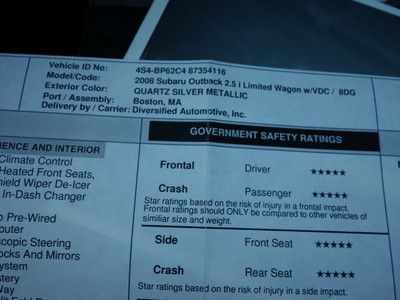 Vehicle ID No: 4S4-BP62C4 87354116
Model/Code: 2008 Subaru Outback 2.5 i Limited Wagon w/VDC / 8DG
Exterior Color: QUARTZ SILVER METALLIC
Port / Assembly: Boston, MA
Delivery by / Carrier: Diversified Automotive, Inc.
GOVERNMENT SAFETY RATINGS
Frontal Driver ★★★★★
Crash Passenger ★★★★★
Star ratings based on the risk of injury in a frontal impact.
Frontal ratings should ONLY be compared to other vehicles of
similiar size and weight.
Side Front Seat ★★★★★
Crash Rear Seat ★★★★★
Star ratings based on the risk of injury in a side impact.
IENCE AND INTERIOR
Climate Control
Heated Front Seats,
hield Wiper De-Icer
In-Dash Changer
Pre-Wired
puter
scopic Steering
ocks And Mirrors
ystem
stery
Way